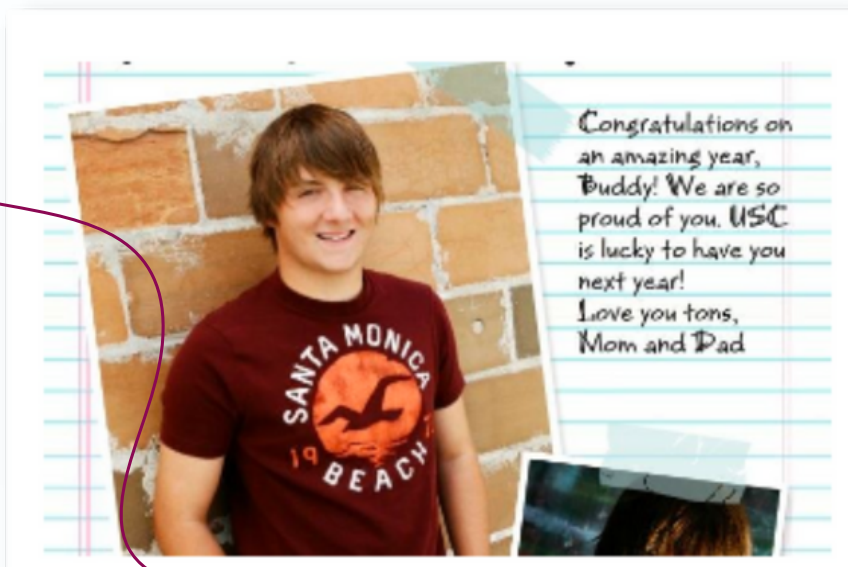 Congratulations on
an amazing year,
Buddy! We are so
proud of you. USC
is lucky to have you
next year!
Love you tons,
Mom and Dad
SANTA MONICA
19
BEACH